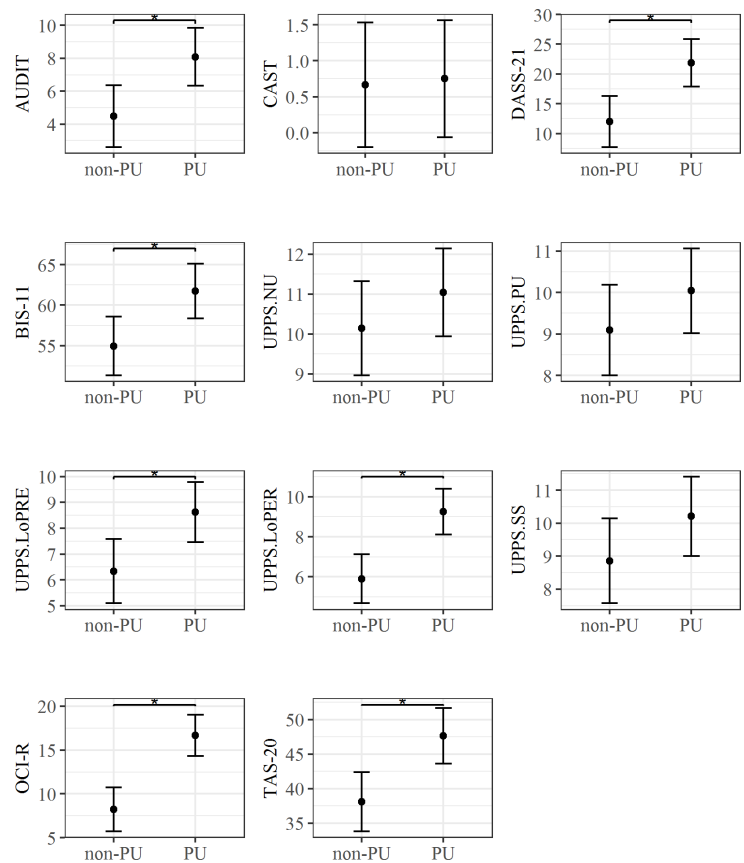 AUDIT
10
8
6
4
*
non-PU PU
CAST
1.5
1.0
0.5
0.0
non-PU PU
DASS-21
30
25
20
15
10
*
non-PU PU
BIS-11
65
60
55
*
non-PU PU
UPPS.NU
12
11
10
9
non-PU PU
UPPS.PU
11
10
9
8
non-PU PU
UPPS.LoPRE
10
9
8
7
6
5
*
non-PU PU
UPPS.LoPER
10
8
6
*
non-PU PU
UPPS.SS
11
10
9
8
non-PU PU
OCI-R
20
15
10
5
*
non-PU PU
TAS-20
50
45
40
35
*
non-PU PU